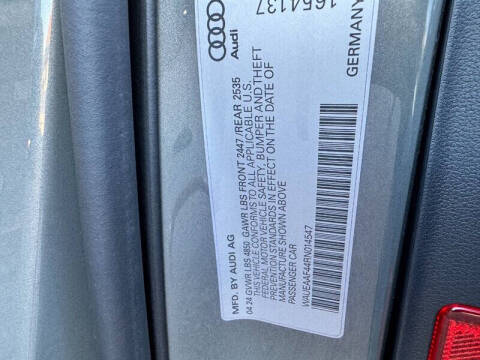 1654137
GERMANY
Audi
MFD. BY AUDI AG
04 24 GVWR LBS 4850 GAWR LBS FRONT 2447 /REAR 2535
THIS VEHICLE CONFORMS TO ALL APPLICABLE U.S.
FEDERAL MOTOR VEHICLE SAFETY, BUMPER AND THEFT
PREVENTION STANDARDS IN EFFECT ON THE DATE OF
MANUFACTURE SHOWN ABOVE
PASSENGER CAR
WAUEAAF44RN014547